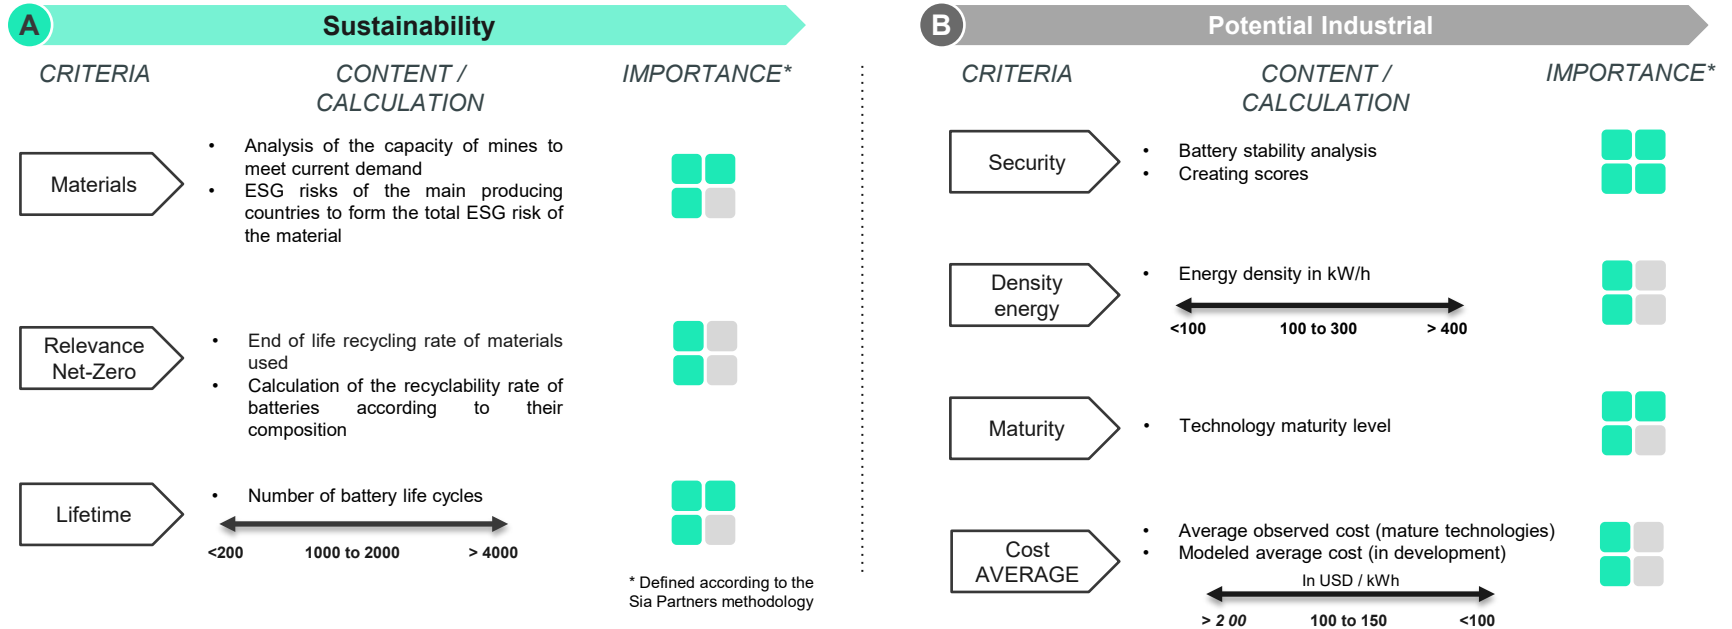 A
Sustainability
CRITERIA
CONTENT /
CALCULATION
IMPORTANCE*
Materials
• Analysis of the capacity of mines to
meet current demand
• ESG risks of the main producing
countries to form the total ESG risk of
the material
Relevance
Net-Zero
• End of life recycling rate of materials
used
• Calculation of the recyclability rate of
batteries according to their
composition
Lifetime
• Number of battery life cycles
<200 1000 to 2000 > 4000
* Defined according to the
Sia Partners methodology
B
Potential Industrial
CRITERIA
CONTENT /
CALCULATION
IMPORTANCE*
Security
• Battery stability analysis
• Creating scores
Density
energy
• Energy density in kW/h
<100 100 to 300 > 400
Maturity
• Technology maturity level
Cost
AVERAGE
• Average observed cost (mature technologies)
• Modeled average cost (in development)
In USD / kWh
> 2 00 100 to 150 <100